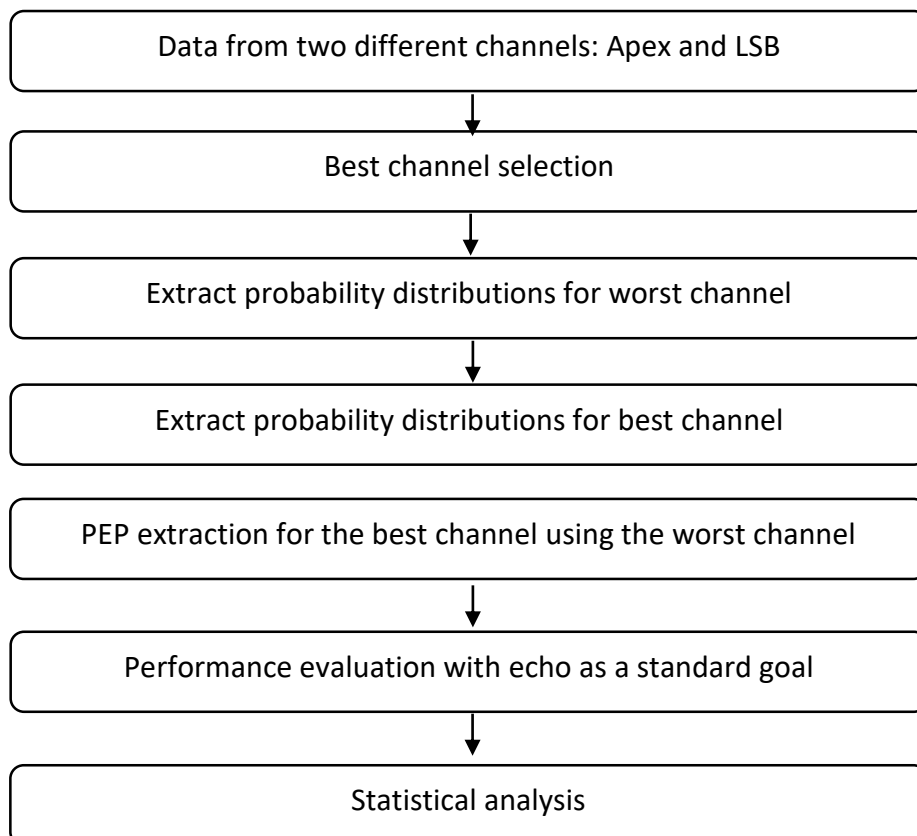 Data from two different channels: Apex and LSB
Best channel selection
Extract probability distributions for worst channel
Extract probability distributions for best channel
PEP extraction for the best channel using the worst channel
Performance evaluation with echo as a standard goal
Statistical analysis